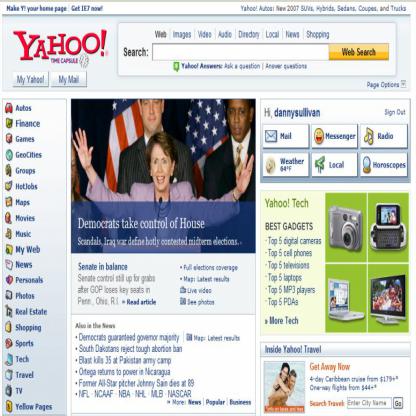 Make Y! your home page Get IE7 now!
Yahoo! Autos: New 2007 SUVs, Hybrids, Sedans, Coupes, and Trucks
YAHOO!
TIME CAPSULE
Web Images Video Audio Directory Local News Shopping
Search:
Web Search
Yahoo! Answers: Ask a question | Answer questions
My Yahoo! My Mail
Page Options
Autos
Finance
Games
GeoCities
Groups
HotJobs
Maps
Movies
Music
My Web
News
Personals
Photos
Real Estate
Shopping
Sports
Tech
Travel
TV
Yellow Pages
Democrats take control of House
Scandals, Iraq war define hotly contested midterm elections.
Senate in balance
Senate control still up for grabs
after GOP loses key seats in
Penn., Ohio, R.I. » Read article
• Full elections coverage
• Map: Latest results
Live video
See photos
Also in the News
• Democrats guaranteed governor majority
Map: Latest results
• South Dakotans reject tough abortion ban
• Blast kills 35 at Pakistan army camp
• Ortega returns to power in Nicaragua
• Former All-Star pitcher Johnny Sain dies at 89
• NFL · NCAAF · NBA · NHL · MLB · NASCAR
» More: News | Popular | Business
Hi, dannysullivan
Sign Out
Mail
Messenger
Radio
Weather
64°F
Local
Horoscopes
Yahoo! Tech
BEST GADGETS
• Top 5 digital cameras
• Top 5 cell phones
• Top 5 televisions
• Top 5 laptops
• Top 5 MP3 players
• Top 5 PDAs
» More Tech
Inside Yahoo! Travel
Get Away Now
4-day Caribbean cruise from $179+*
One-way flights from $44+*
Search Travel: Enter City Name Go